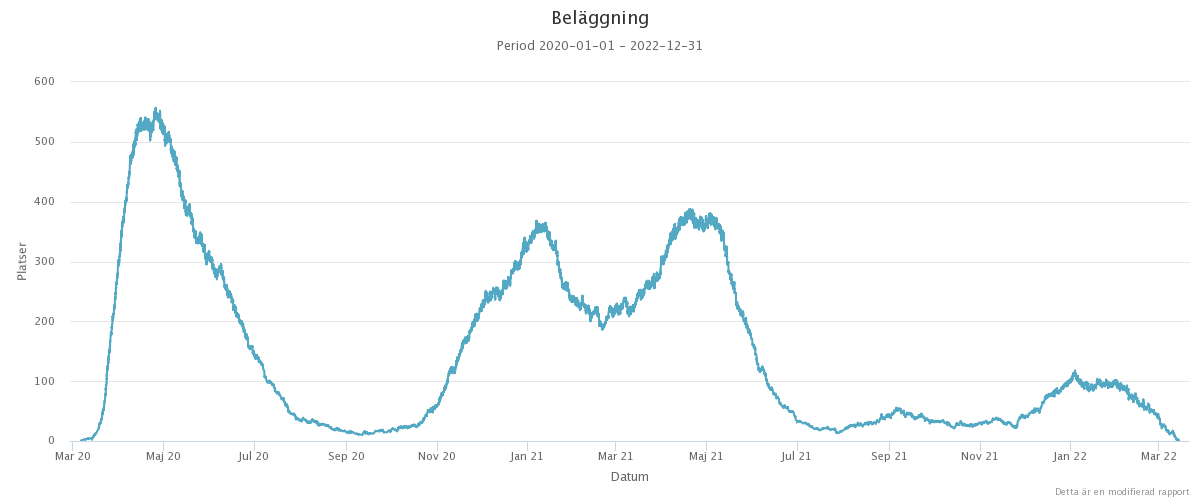 Beläggning
Period 2020-01-01 - 2022-12-31
600
500
400
300
200
100
0
Platser
Mar 20
Maj 20
Jul 20
Sep 20
Nov 20
Jan 21
Mar 21
Maj 21
Jul 21
Sep 21
Nov 21
Jan 22
Mar 22
Datum
Detta är en modifierad rapport